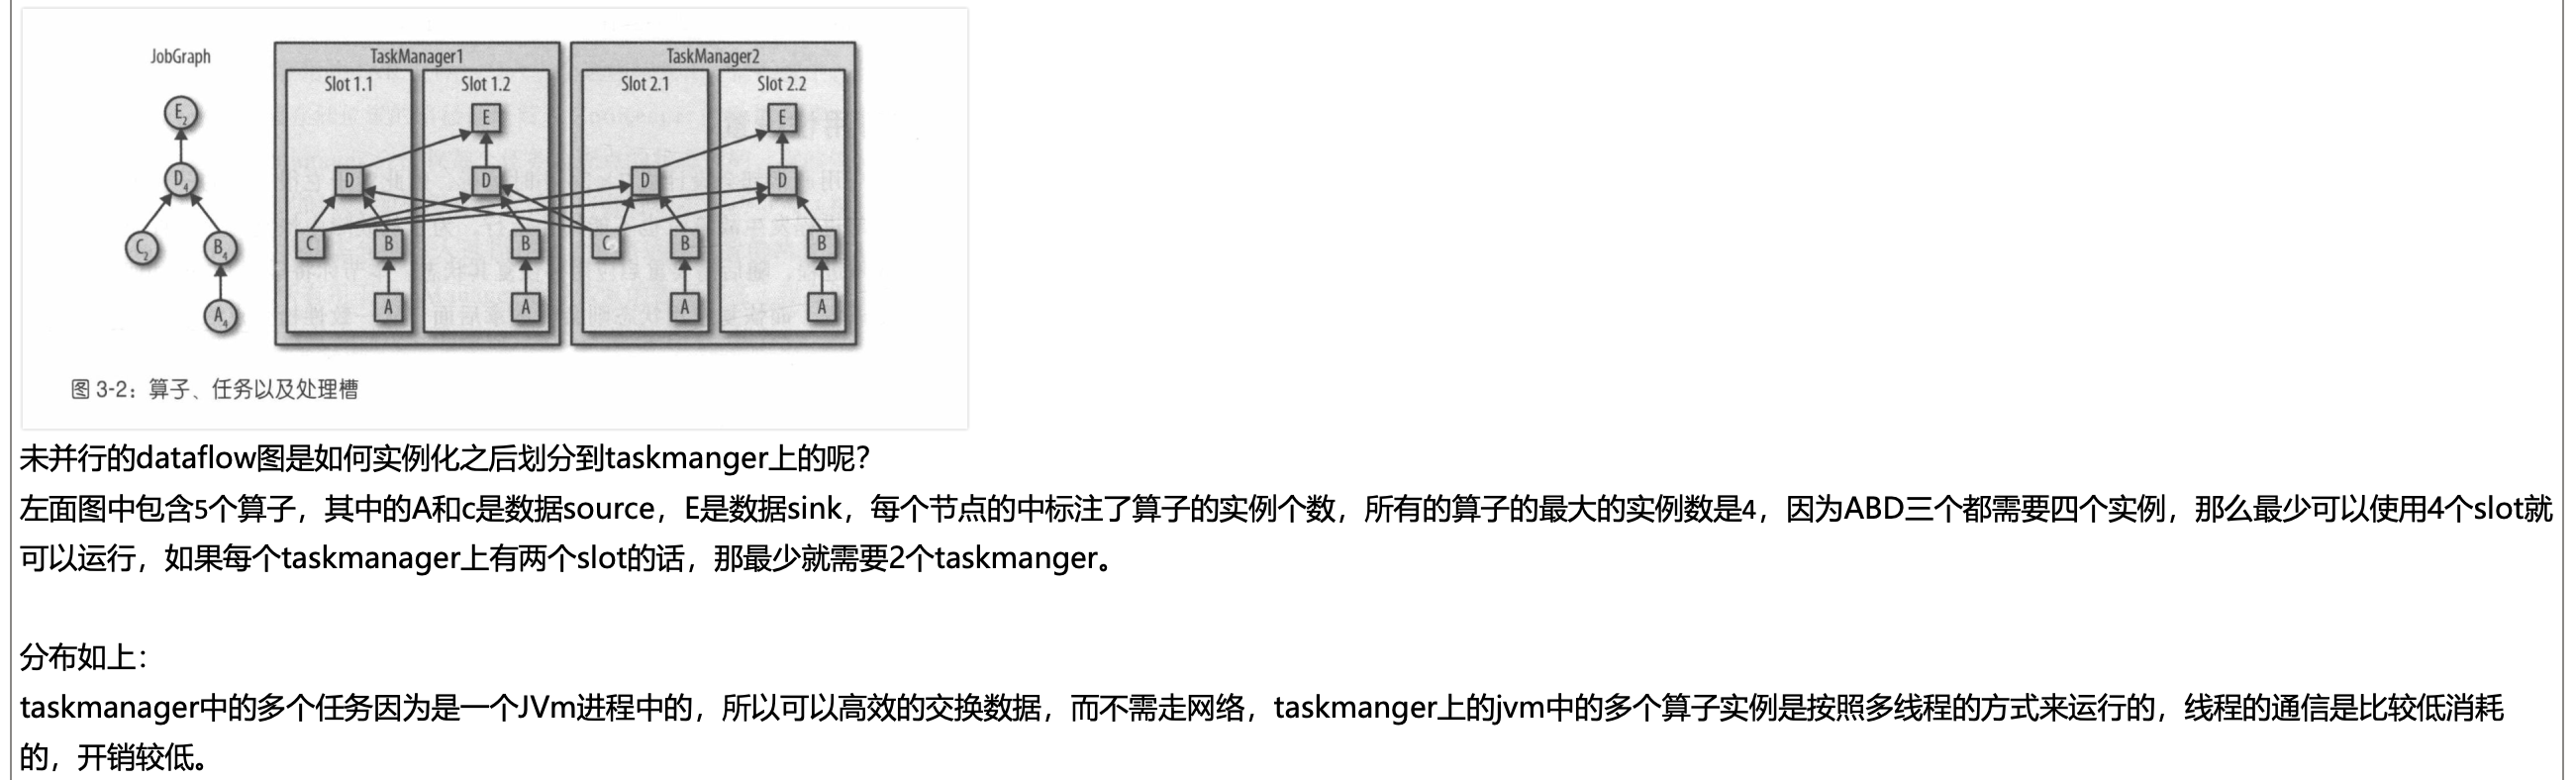 JobGraph
TaskManager1
TaskManager2
Slot 1.1
Slot 1.2
Slot 2.1
Slot 2.2
E2
E
E
D4
D
D
D
D
C2
B4
C
B
B
C
B
B
A4
A
A
A
A
图 3-2：算子、任务以及处理槽
未并行的dataflow图是如何实例化之后划分到taskmanger上的呢？
左面图中包含5个算子，其中的A和c是数据source，E是数据sink，每个节点的中标注了算子的实例个数，所有的算子的最大的实例数是4，因为ABD三个都需要四个实例，那么最少可以使用4个slot就
可以运行，如果每个taskmanager上有两个slot的话，那最少就需要2个taskmanger。
分布如上：
taskmanager中的多个任务因为是一个JVm进程中的，所以可以高效的交换数据，而不需走网络，taskmanger上的jvm中的多个算子实例是按照多线程的方式来运行的，线程的通信是比较低消耗
的，开销较低。